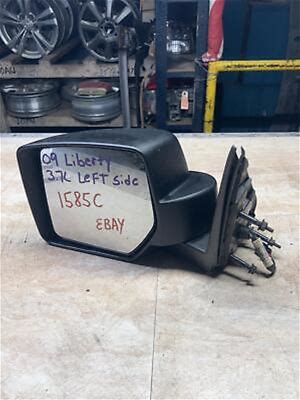 09 Liberty
3.7L Left side
1585C
EBAY